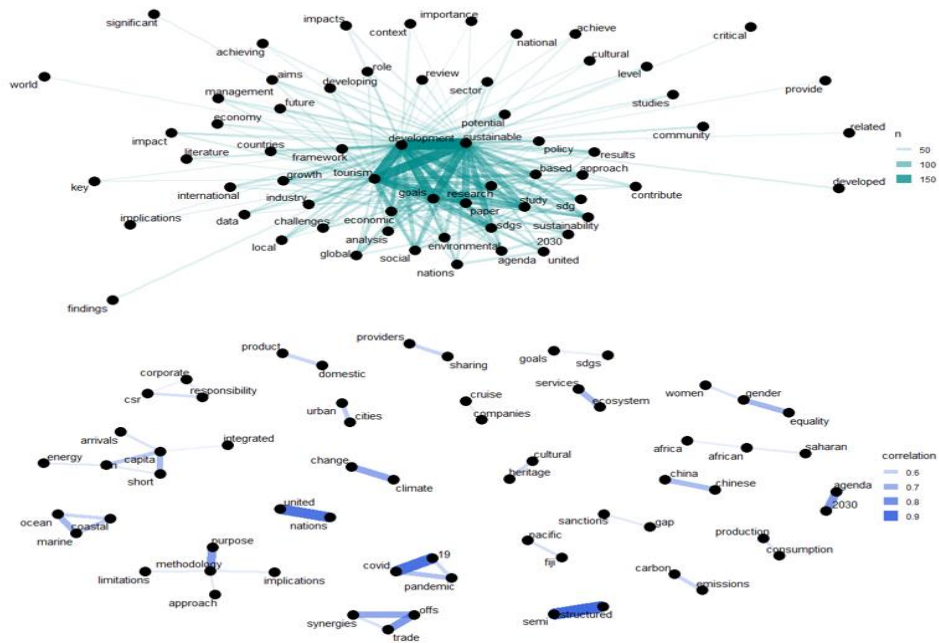 significant
impacts
context
importance
national
achieve
critical
achieving
cultural
world
aims
role
developing
review
sector
level
management
future
studies
provide
economy
potential
community
impact
development
sustainable
related
n
literature
countries
framework
policy
results
50
100
150
key
growth
tourism
based
approach
developed
international
industry
goals
research
study
contribute
implications
data
challenges
economic
paper
sdg
sustainability
local
analysis
environmental
sdgs
2030
global
social
nations
agenda
united
findings
product
domestic
providers
sharing
goals
sdgs
corporate
csr
responsibility
urban
cities
cruise
companies
services
ecosystem
women
gender
equality
arrivals
integrated
energy
capita
short
change
climate
cultural
heritage
africa
african
saharan
china
chinese
correlation
0.6
0.7
0.8
0.9
agenda
2030
ocean
coastal
marine
united
nations
sanctions
gap
production
consumption
purpose
methodology
limitations
implications
approach
covid
19
pandemic
pacific
fiji
carbon
emissions
synergies
offs
trade
semi
structured